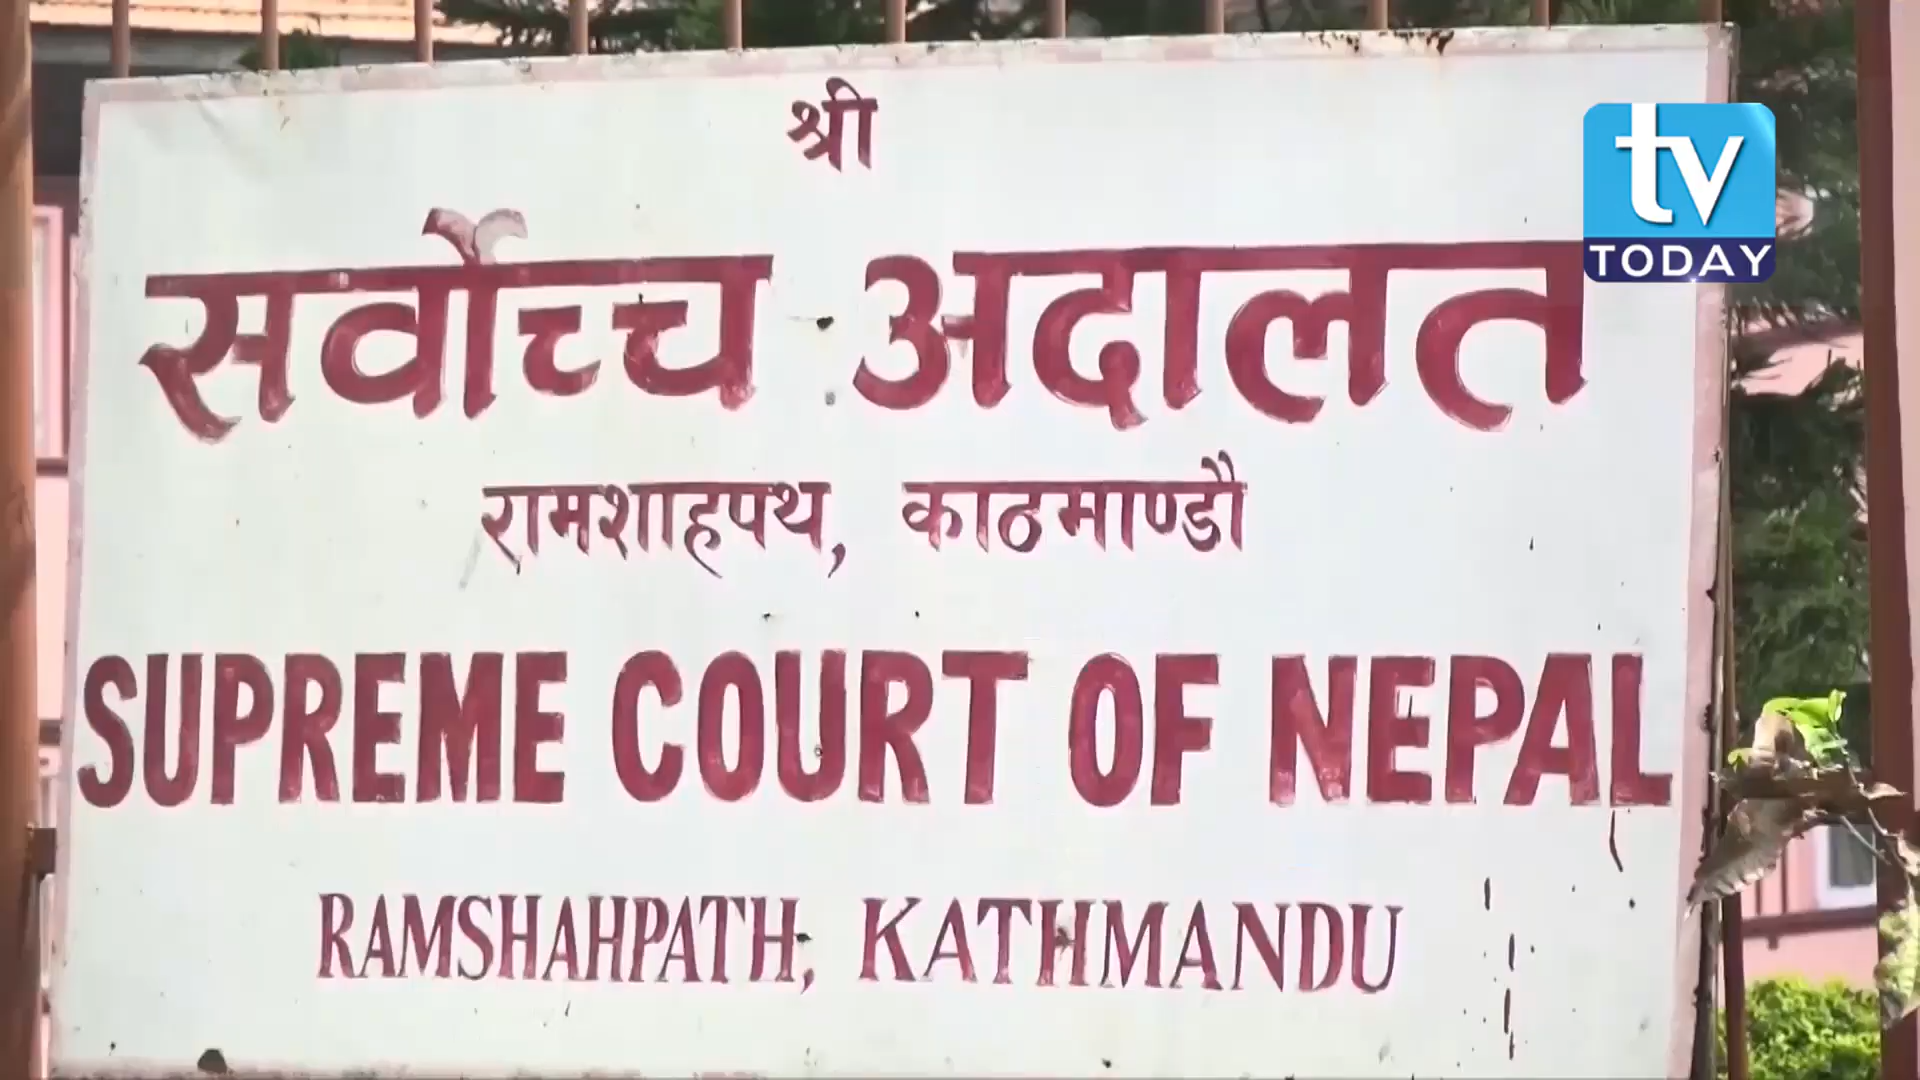 श्री
सर्वोच्च अदालत
रामशाहपथ, काठमाण्डौ
SUPREME COURT OF NEPAL
RAMSHAHPATH, KATHMANDU
tv
TODAY